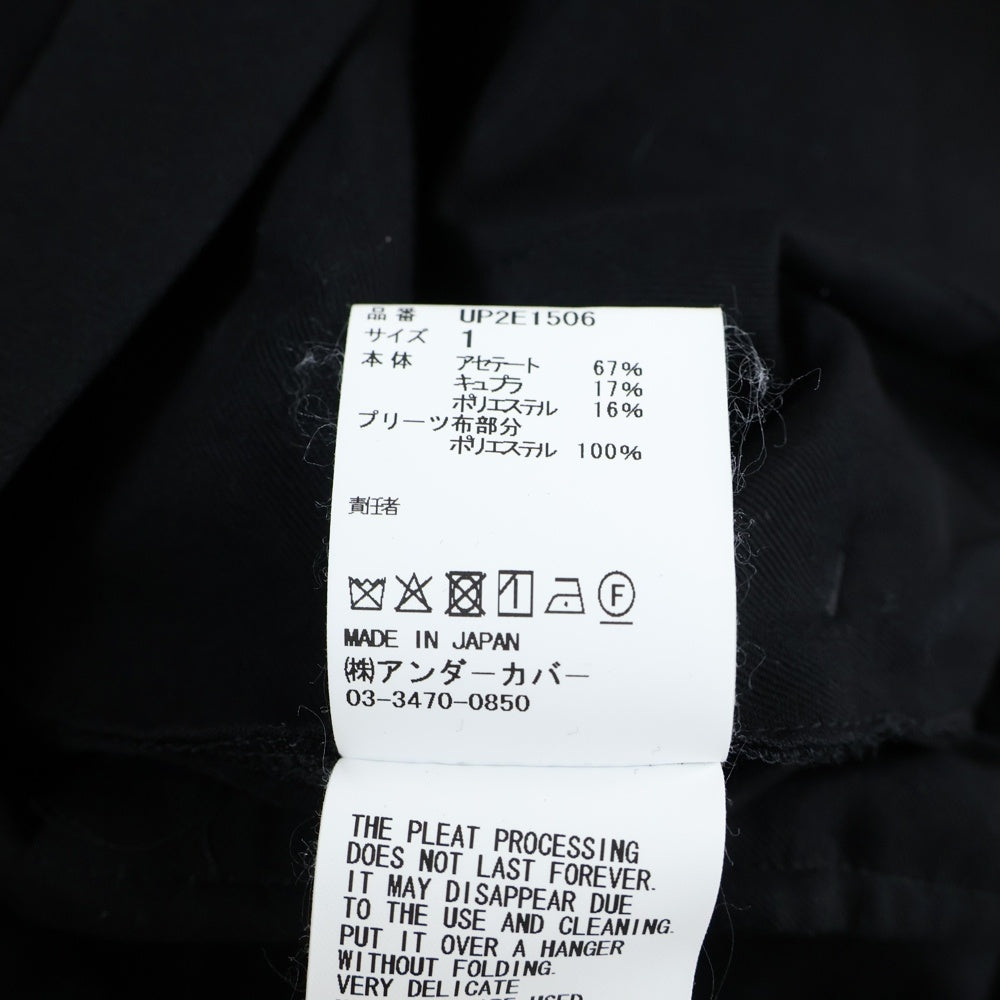 品番 UP2E1506
サイズ 1
本体 アセテート 67%
キュプラ 17%
ポリエステル 16%
プリーツ布部分
ポリエステル 100%
責任者
F
MADE IN JAPAN
㈱アンダーカバー
03-3470-0850
THE PLEAT PROCESSING
DOES NOT LAST FOREVER.
IT MAY DISAPPEAR DUE
TO THE USE AND CLEANING.
PUT IT OVER A HANGER
WITHOUT FOLDING.
VERY DELICATE
USED